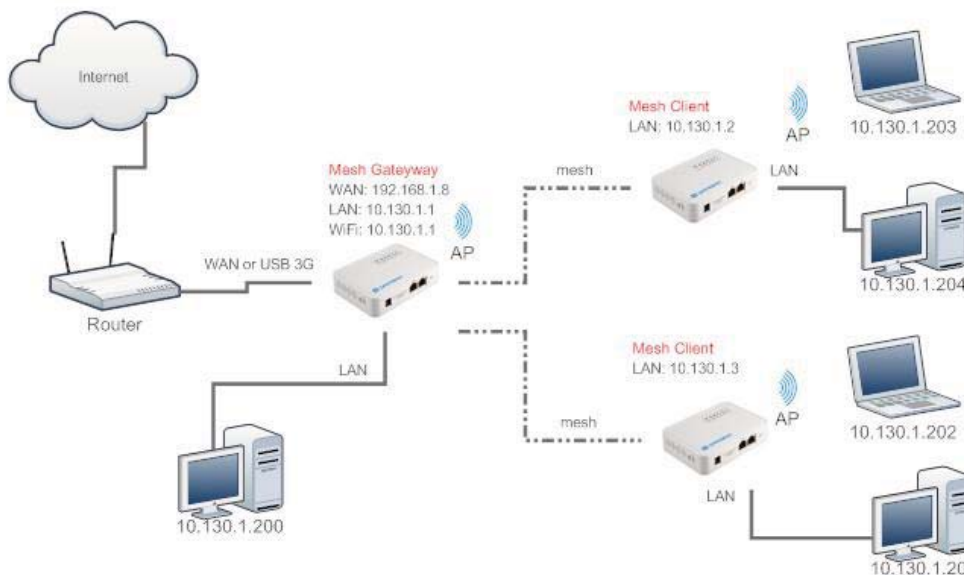 Internet
Mesh Client
LAN: 10.130.1.2
AP
10.130.1.203
Mesh Gateyway
WAN: 192.168.1.8
LAN: 10.130.1.1
WiFi: 10.130.1.1
AP
mesh
LAN
WAN or USB 3G
10.130.1.204
Router
Mesh Client
LAN: 10.130.1.3
AP
LAN
mesh
10.130.1.202
LAN
10.130.1.200